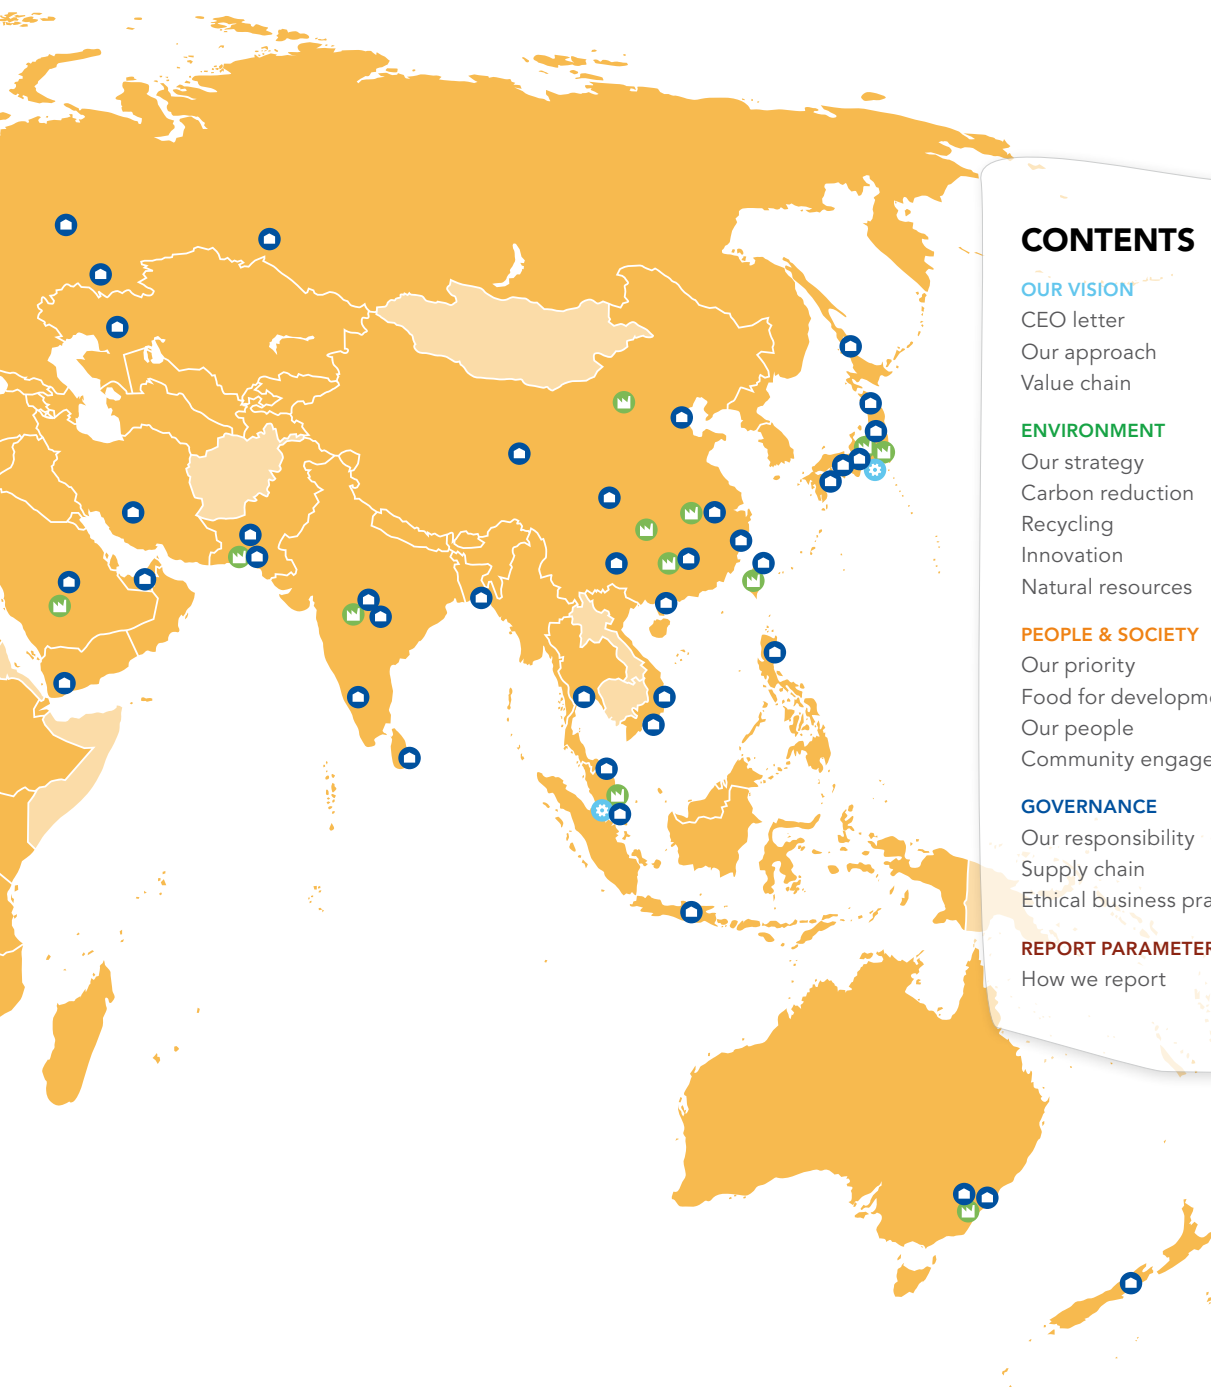 CONTENTS
OUR VISION
CEO letter
Our approach
Value chain
ENVIRONMENT
Our strategy
Carbon reduction
Recycling
Innovation
Natural resources
PEOPLE & SOCIETY
Our priority
Food for developme
Our people
Community engage
GOVERNANCE
Our responsibility
Supply chain
Ethical business pra
REPORT PARAMETER
How we report